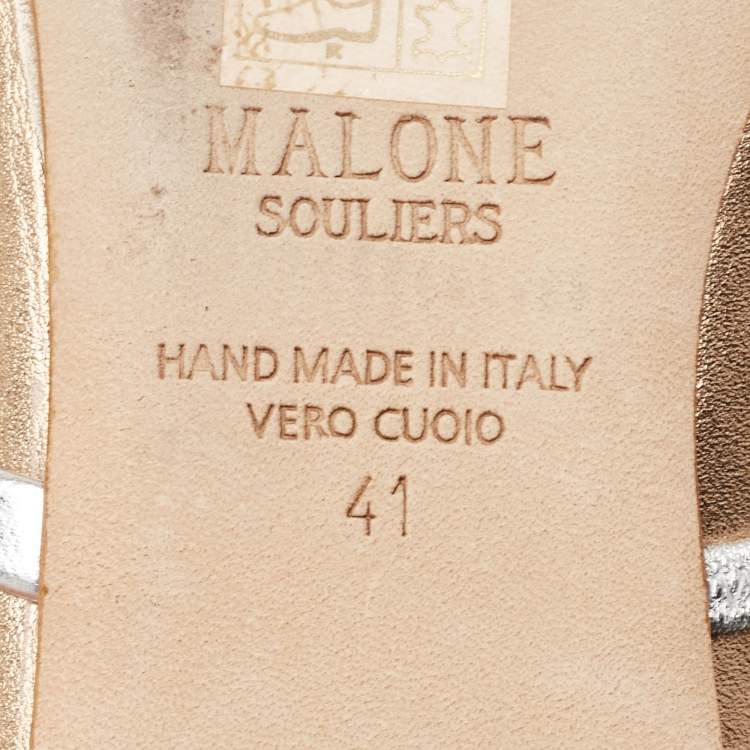 MALONE
SOULIERS
HAND MADE IN ITALY
VERO CUOIO
41